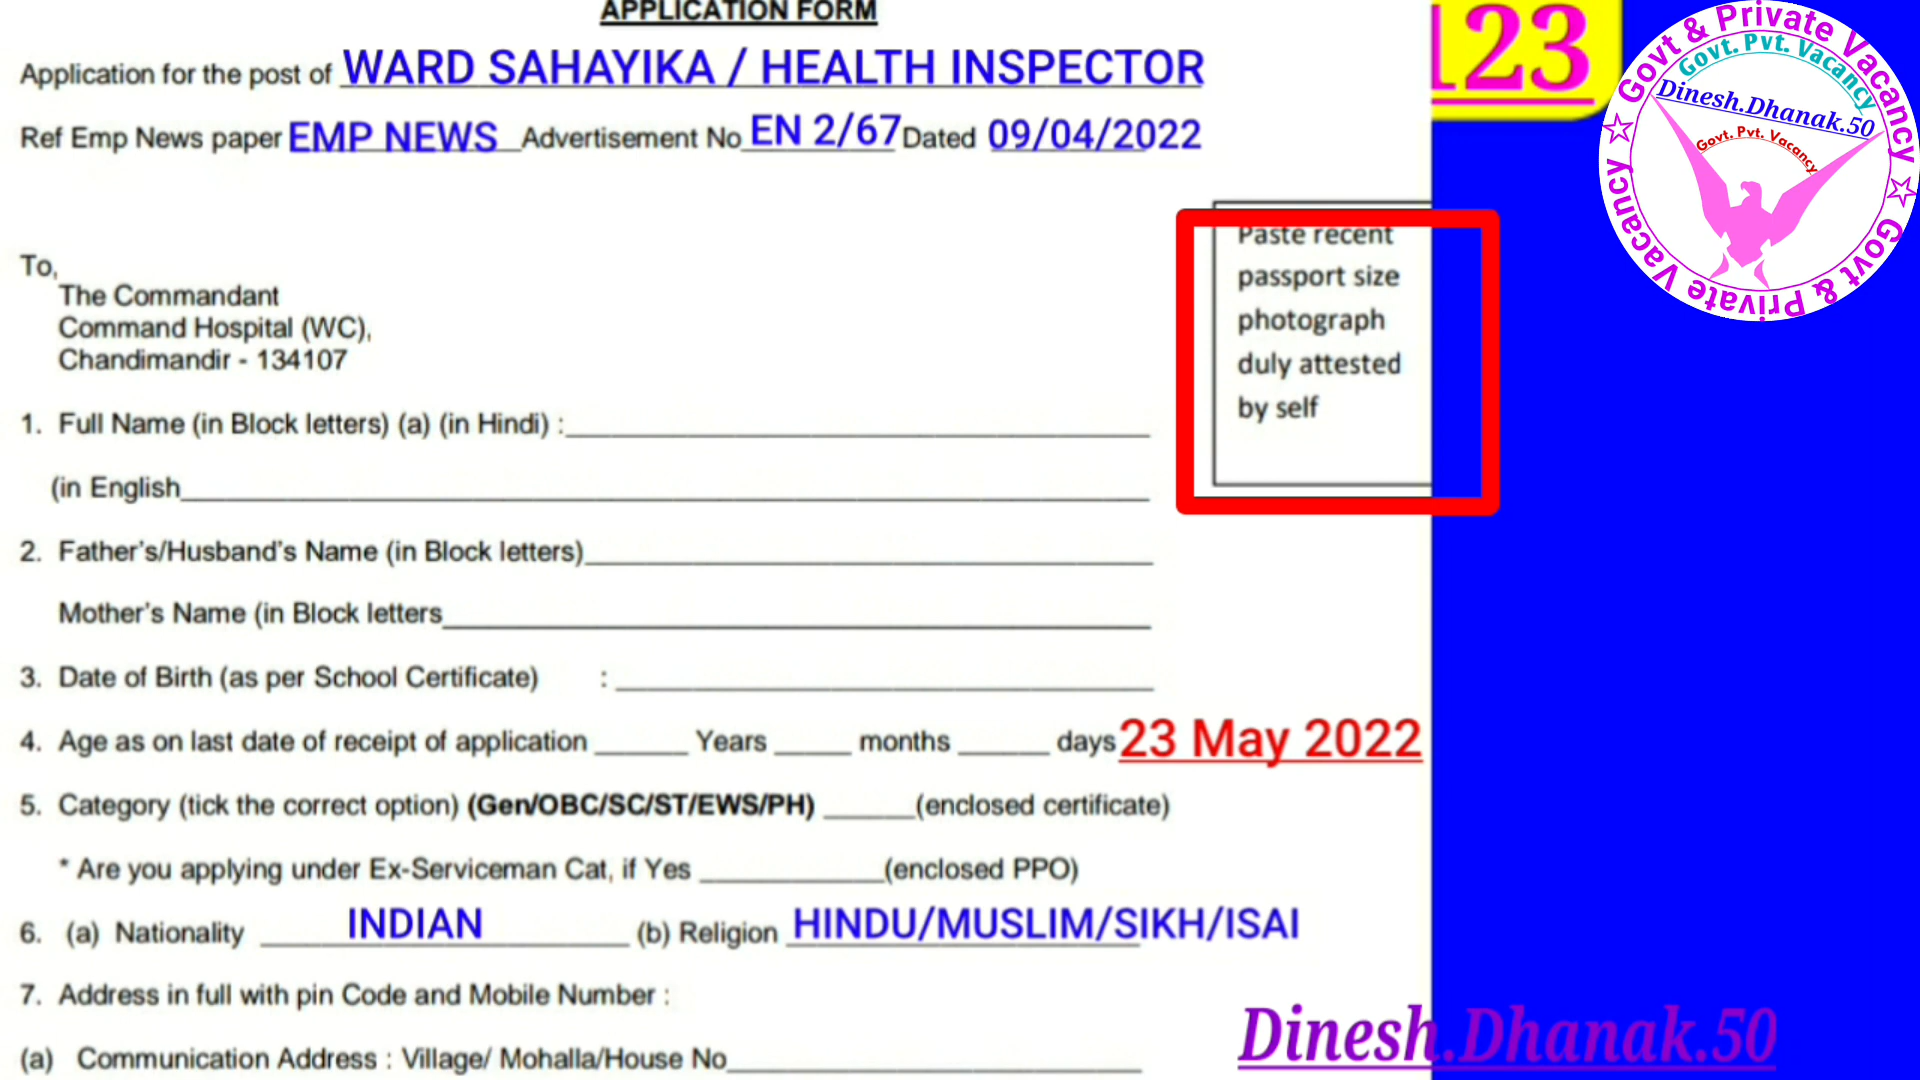 APPLICATION FORM
Application for the post of WARD SAHAYIKA / HEALTH INSPECTOR
Ref Emp News paper EMP NEWS Advertisement No EN 2/67 Dated 09/04/2022
123
Govt & Private Vacancy ☆ Govt & Private Vacancy ☆
Govt. Pvt. Vacancy
Dinesh.Dhanak.50
Govt. Pvt. Vacancy
Paste recent
passport size
photograph
duly attested
by self
To,
The Commandant
Command Hospital (WC),
Chandimandir - 134107
1. Full Name (in Block letters) (a) (in Hindi) :
(in English
2. Father's/Husband's Name (in Block letters)
Mother's Name (in Block letters
3. Date of Birth (as per School Certificate) :
4. Age as on last date of receipt of application ______ Years _____ months ______ days 23 May 2022
5. Category (tick the correct option) (Gen/OBC/SC/ST/EWS/PH) ______(enclosed certificate)
* Are you applying under Ex-Serviceman Cat, if Yes ____________(enclosed PPO)
6. (a) Nationality INDIAN (b) Religion HINDU/MUSLIM/SIKH/ISAI
7. Address in full with pin Code and Mobile Number :
(a) Communication Address : Village/ Mohalla/House No
Dinesh.Dhanak.50